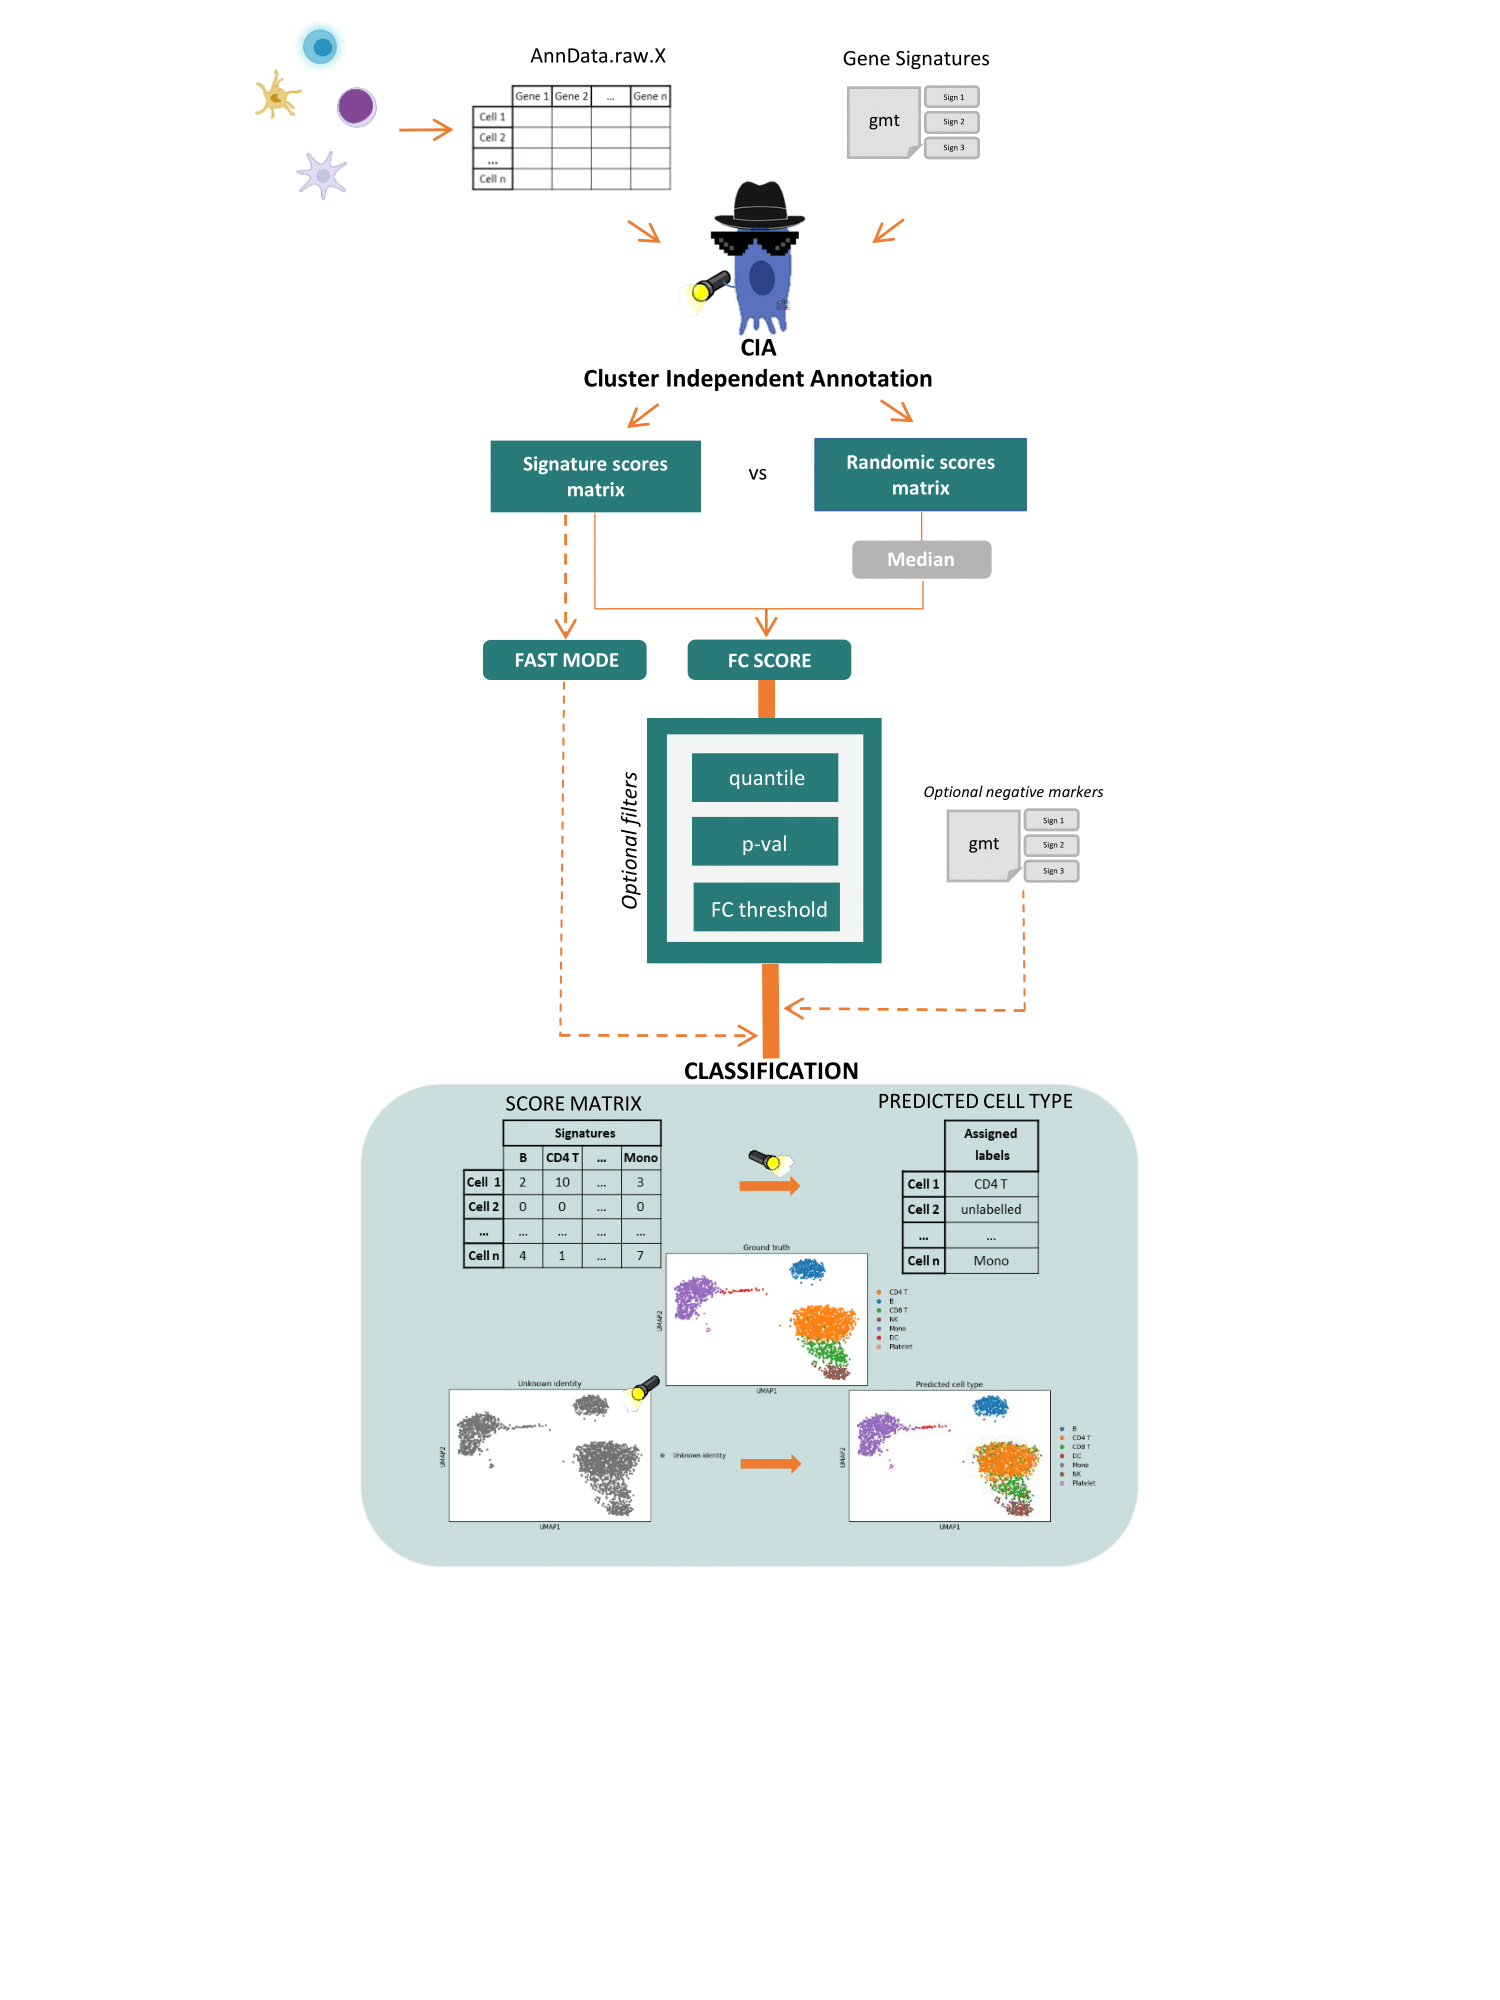 AnnData.raw.X
Gene Signatures
Gene 1 Gene 2 ... Gene n
Cell 1
Cell 2
...
Cell n
gmt
Sign 1
Sign 2
Sign 3
CIA
Cluster Independent Annotation
Signature scores
matrix
vs
Randomic scores
matrix
Median
FAST MODE
FC SCORE
Optional filters
quantile
p-val
FC threshold
Optional negative markers
gmt
Sign 1
Sign 2
Sign 3
CLASSIFICATION
SCORE MATRIX
Signatures
B CD4 T ... Mono
Cell 1 2 10 ... 3
Cell 2 0 0 ... 0
... ... ... ... ...
Cell n 4 1 ... 7
PREDICTED CELL TYPE
Assigned
labels
Cell 1 CD4 T
Cell 2 unlabelled
... ...
Cell n Mono
Ground truth
UMAP2
UMAP1
CD4 T
B
CD8 T
NK
Mono
DC
Platelet
Unknown identity
UMAP2
UMAP1
Unknown identity
Predicted cell type
UMAP2
UMAP1
B
CD4 T
CD8 T
DC
Mono
NK
Platelet